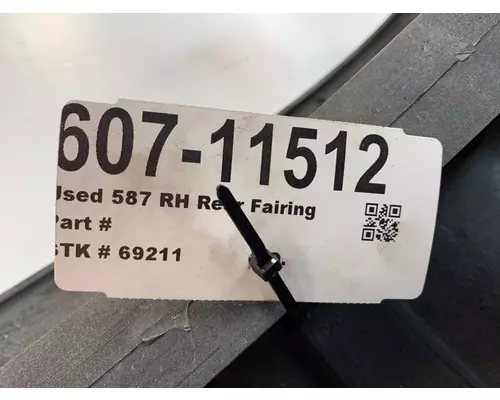 607-11512
Used 587 RH Rear Fairing
Part #
STK # 69211